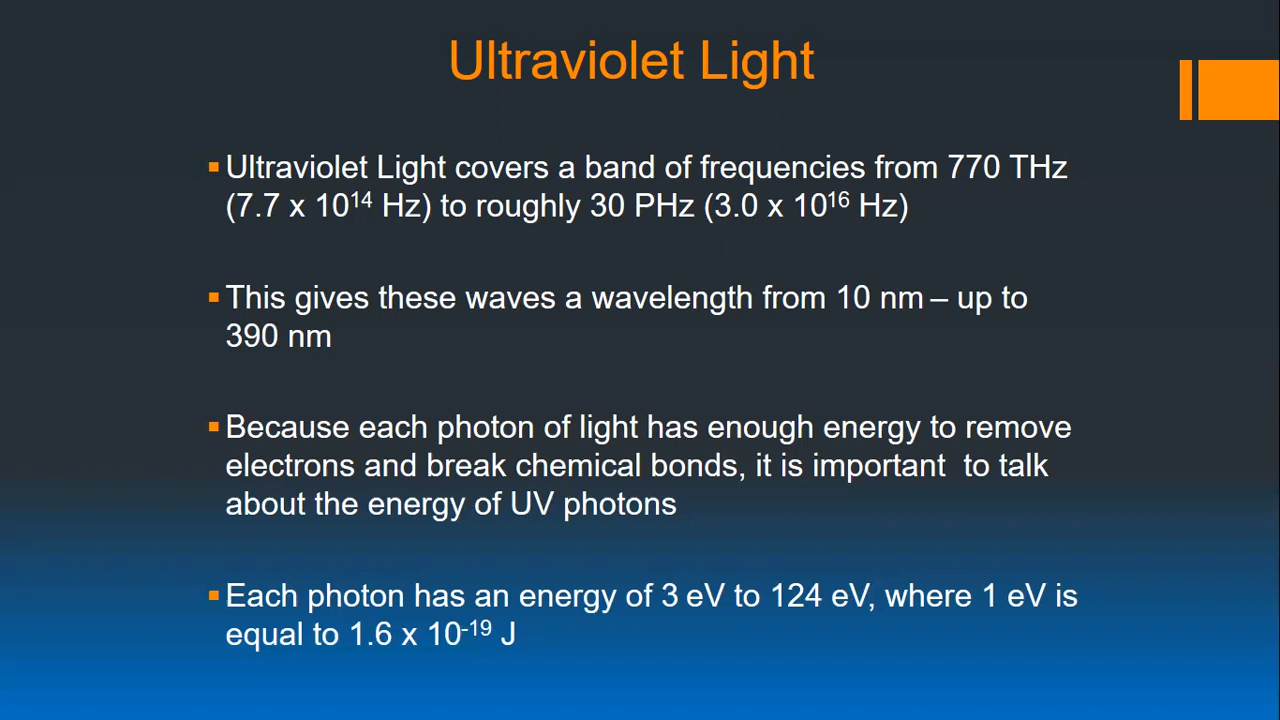 Ultraviolet Light
▪Ultraviolet Light covers a band of frequencies from 770 THz
(7.7 x 10¹⁴ Hz) to roughly 30 PHz (3.0 x 10¹⁶ Hz)
▪This gives these waves a wavelength from 10 nm – up to
390 nm
▪Because each photon of light has enough energy to remove
electrons and break chemical bonds, it is important  to talk
about the energy of UV photons
▪Each photon has an energy of 3 eV to 124 eV, where 1 eV is
equal to 1.6 x 10⁻¹⁹ J